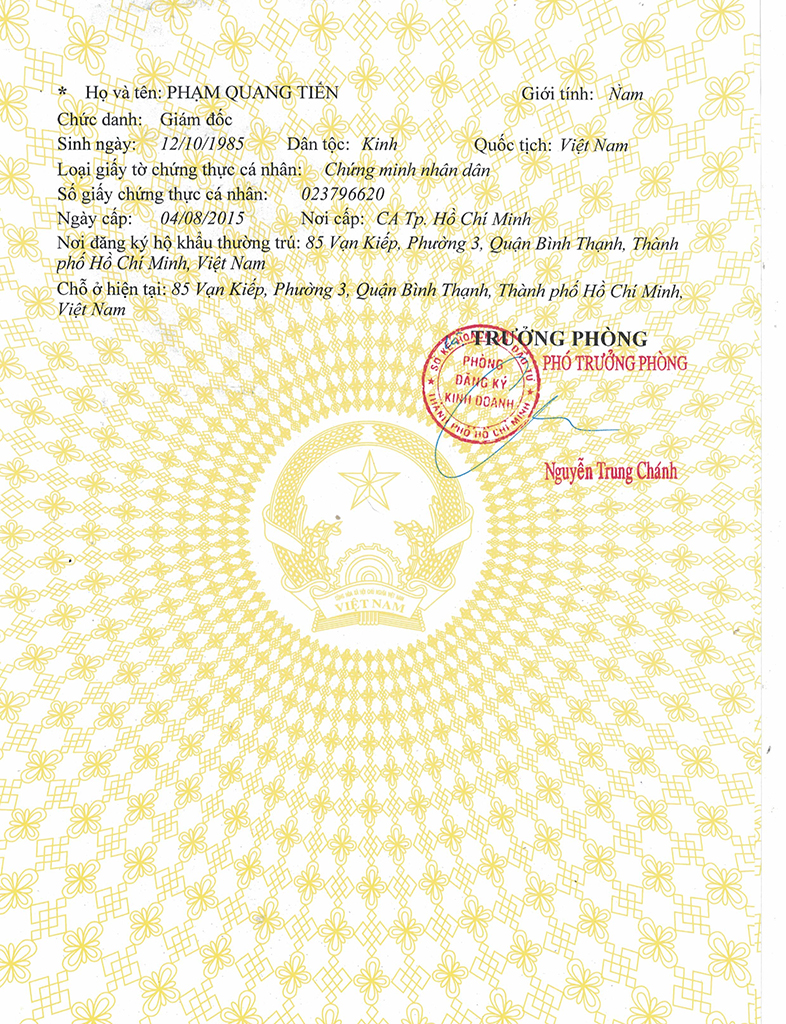 * Họ và tên: PHẠM QUANG TIẾN Giới tính: Nam
Chức danh: Giám đốc
Sinh ngày: 12/10/1985 Dân tộc: Kinh Quốc tịch: Việt Nam
Loại giấy tờ chứng thực cá nhân: Chứng minh nhân dân
Số giấy chứng thực cá nhân: 023796620
Ngày cấp: 04/08/2015 Nơi cấp: CA Tp. Hồ Chí Minh
Nơi đăng ký hộ khẩu thường trú: 85 Vạn Kiếp, Phường 3, Quận Bình Thạnh, Thành
phố Hồ Chí Minh, Việt Nam
Chỗ ở hiện tại: 85 Vạn Kiếp, Phường 3, Quận Bình Thạnh, Thành phố Hồ Chí Minh,
Việt Nam
TRƯỞNG PHÒNG
PHÓ TRƯỞNG PHÒNG
SỞ KẾ HOẠCH VÀ ĐẦU TƯ
PHÒNG
ĐĂNG KÝ
KINH DOANH
THÀNH PHỐ HỒ CHÍ MINH
Nguyễn Trung Chánh
VIỆT NAM